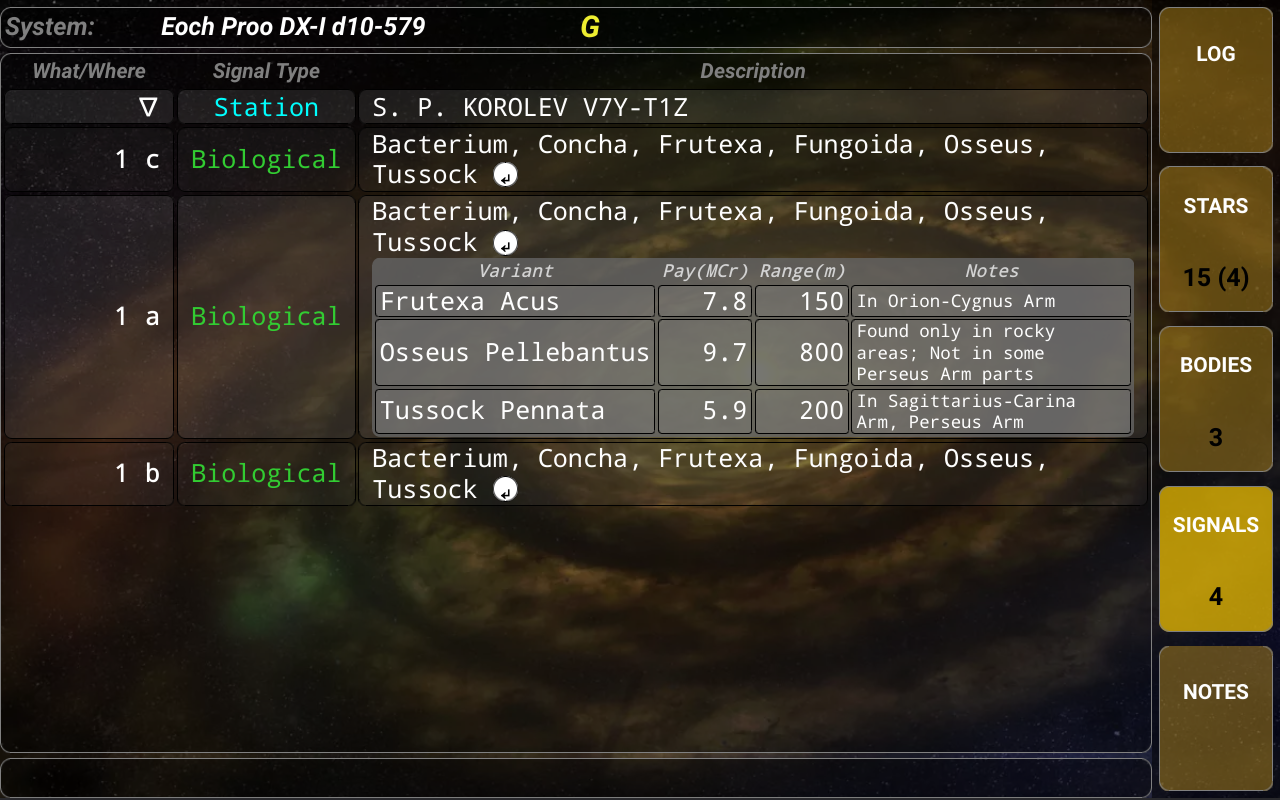 System: Eoch Proo DX-I d10-579 G
What/Where Signal Type Description
∇ Station S. P. KOROLEV V7Y-T1Z
1 c Biological Bacterium, Concha, Frutexa, Fungoida, Osseus,
Tussock
1 a Biological Bacterium, Concha, Frutexa, Fungoida, Osseus,
Tussock
Variant Pay(MCr) Range(m) Notes
Frutexa Acus 7.8 150 In Orion-Cygnus Arm
Osseus Pellebantus 9.7 800 Found only in rocky
areas; Not in some
Perseus Arm parts
Tussock Pennata 5.9 200 In Sagittarius-Carina
Arm, Perseus Arm
1 b Biological Bacterium, Concha, Frutexa, Fungoida, Osseus,
Tussock
LOG
STARS
15 (4)
BODIES
3
SIGNALS
4
NOTES